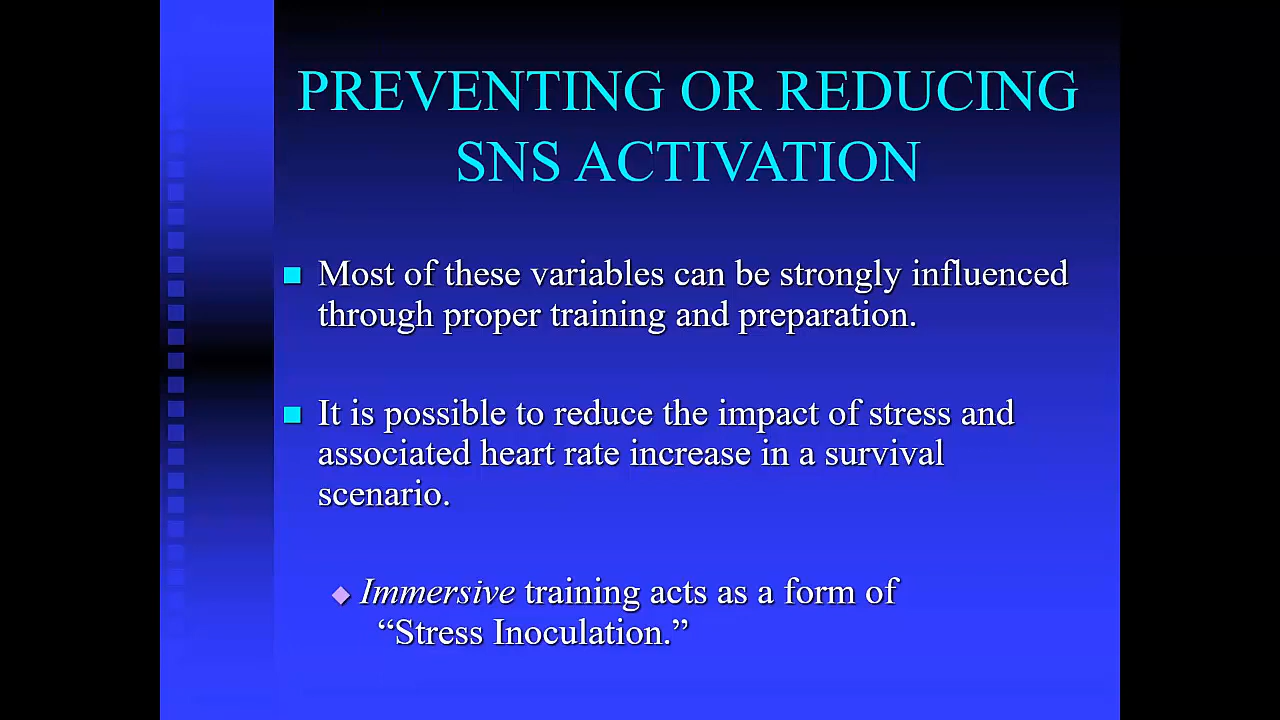 PREVENTING OR REDUCING
SNS ACTIVATION
Most of these variables can be strongly influenced
through proper training and preparation.
It is possible to reduce the impact of stress and
associated heart rate increase in a survival
scenario.
Immersive training acts as a form of
“Stress Inoculation.”